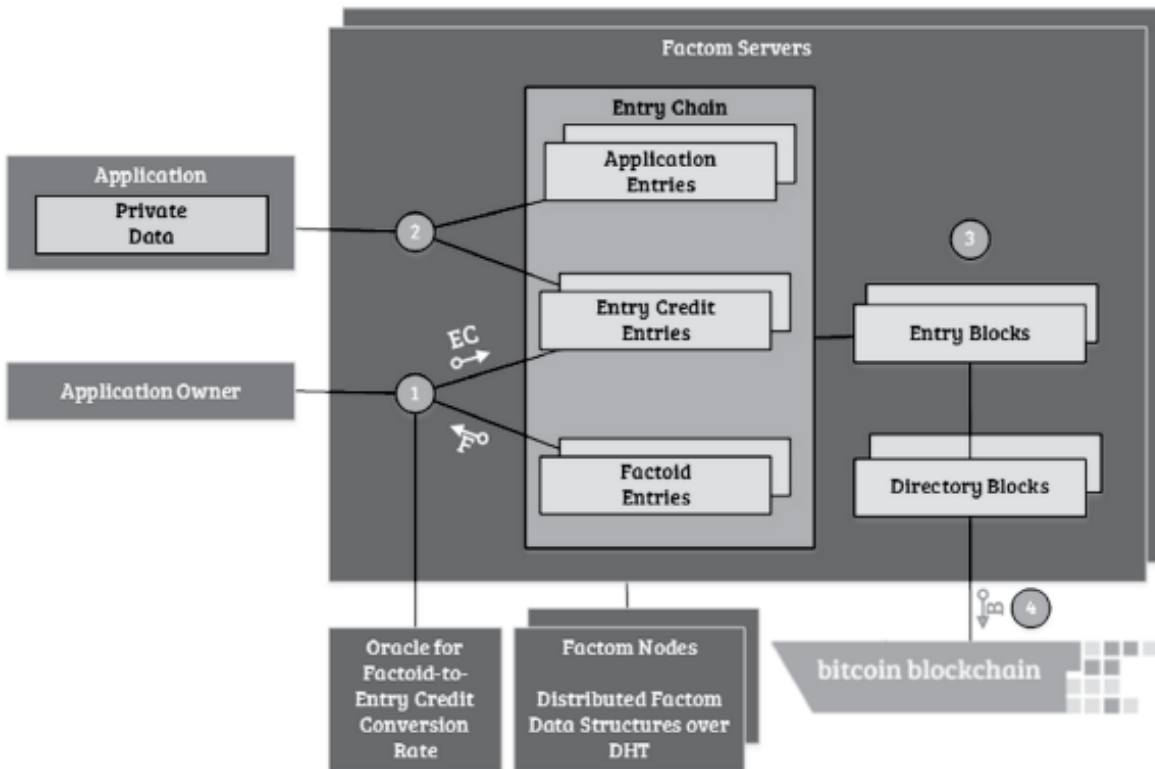 Factom Servers
Entry Chain
Application
Entries
Application
Private
Data
2
3
Entry Credit
Entries
Entry Blocks
EC
Application Owner
1
F
Factoid
Entries
Directory Blocks
B
4
Oracle for
Factoid-to-
Entry Credit
Conversion
Rate
Factom Nodes
Distributed Factom
Data Structures over
DHT
bitcoin blockchain